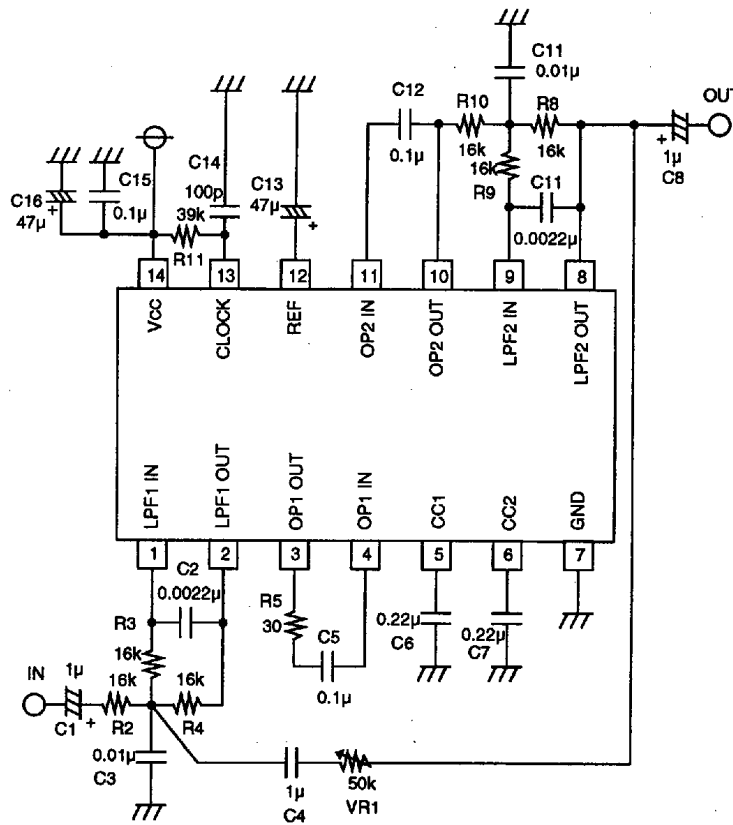 C11
0.01μ
C12
0.1μ
R10
16k
R8
16k
OUT
1μ
C8
+
16k
R9
C11
0.0022μ
C16
47μ
+
C15
0.1μ
C14
100p
39k
R11
C13
47μ
+
14
13
12
11
10
9
8
VCC
CLOCK
REF
OP2 IN
OP2 OUT
LPF2 IN
LPF2 OUT
LPF1 IN
LPF1 OUT
OP1 OUT
OP1 IN
CC1
CC2
GND
1
2
3
4
5
6
7
C2
0.0022μ
R3
16k
R5
30
C5
0.1μ
0.22μ
C6
0.22μ
C7
IN
1μ
C1
+
16k
R2
16k
R4
0.01μ
C3
1μ
C4
50k
VR1